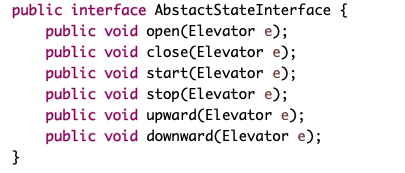 public interface AbstactStateInterface {
    public void open(Elevator e);
    public void close(Elevator e);
    public void start(Elevator e);
    public void stop(Elevator e);
    public void upward(Elevator e);
    public void downward(Elevator e);
}